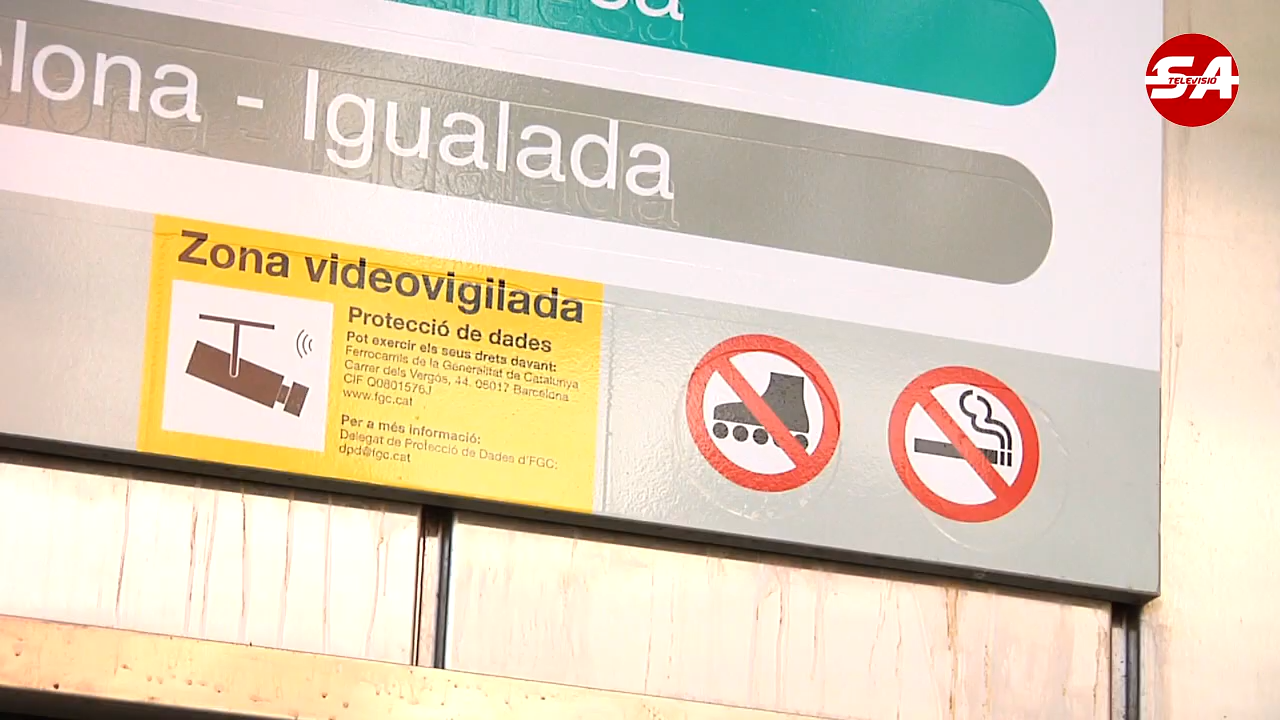 elona - Igualada
Zona videovigilada
Protecció de dades
Pot exercir els seus drets davant:
Ferrocarrils de la Generalitat de Catalunya
Carrer dels Vergós, 44. 08017 Barcelona
CIF Q0801576J
www.fgc.cat
Per a més informació:
Delegat de Protecció de Dades d'FGC:
dpd@fgc.cat
SA
TELEVISIÓ